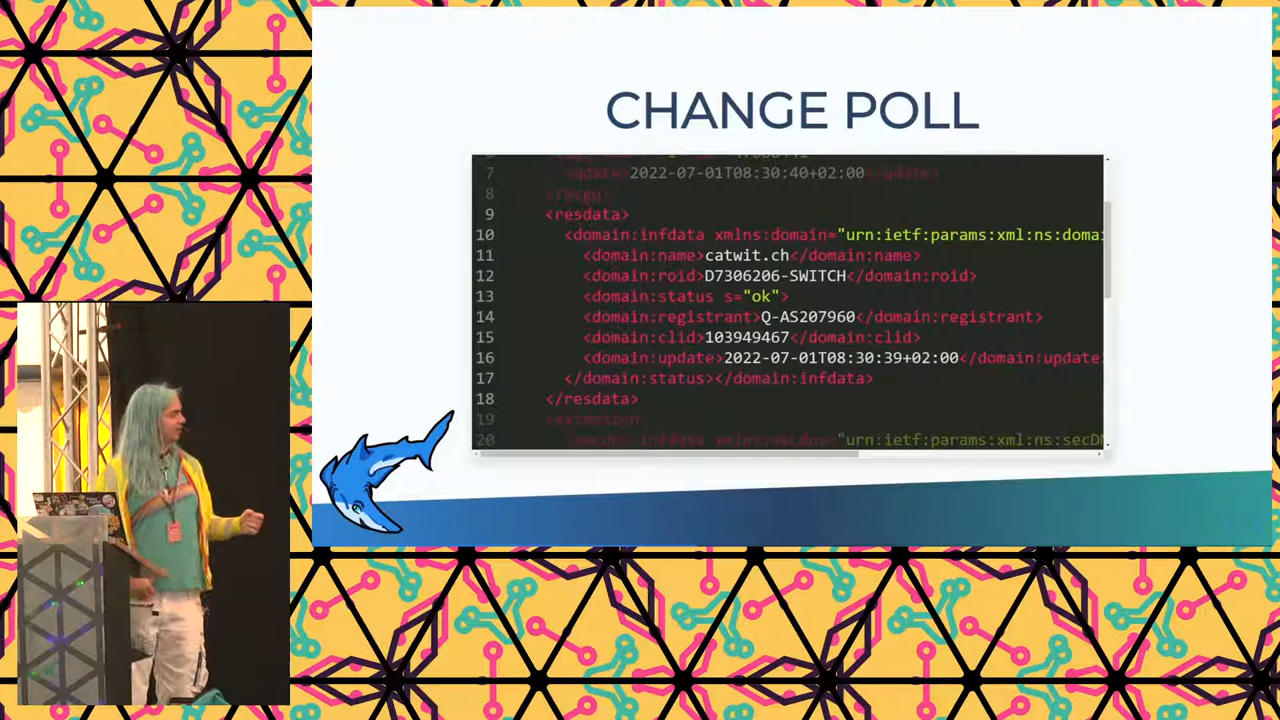 CHANGE POLL
7 2022-07-01T08:30:40+02:00
8
9 <resdata>
10 <domain:infdata xmlns:domain="urn:ietf:params:xml:ns:domai
11 <domain:name>catwit.ch</domain:name>
12 <domain:roid>D7306206-SWITCH</domain:roid>
13 <domain:status s="ok">
14 <domain:registrant>Q-AS207960</domain:registrant>
15 <domain:clid>103949467</domain:clid>
16 <domain:update>2022-07-01T08:30:39+02:00</domain:update
17 </domain:status></domain:infdata>
18 </resdata>
19
20 "urn:ietf:params:xml:ns:secD